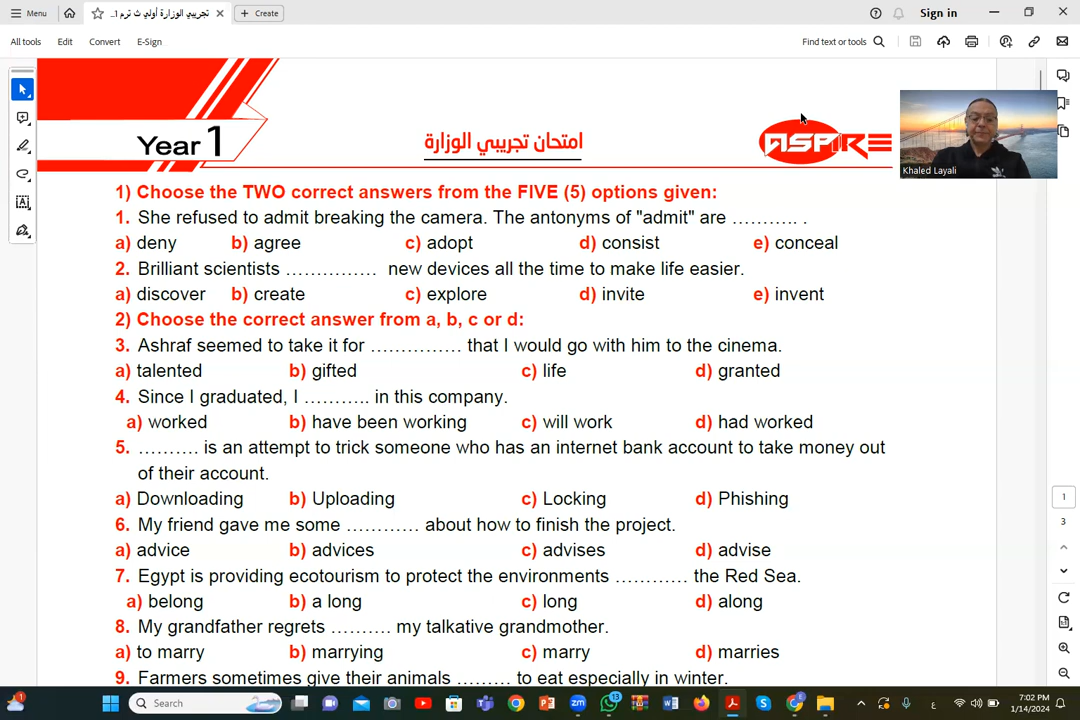 Menu
تجريبي الوزارة أولي ث ترم 1...
Create
Sign in
All tools
Edit
Convert
E-Sign
Find text or tools
Year 1
امتحان تجريبي الوزارة
ASPIRE
Khaled Layali
1) Choose the TWO correct answers from the FIVE (5) options given:
1. She refused to admit breaking the camera. The antonyms of "admit" are ……….. .
a) deny b) agree c) adopt d) consist e) conceal
2. Brilliant scientists …………… new devices all the time to make life easier.
a) discover b) create c) explore d) invite e) invent
2) Choose the correct answer from a, b, c or d:
3. Ashraf seemed to take it for …………… that I would go with him to the cinema.
a) talented b) gifted c) life d) granted
4. Since I graduated, I ……….. in this company.
a) worked b) have been working c) will work d) had worked
5. ………. is an attempt to trick someone who has an internet bank account to take money out
of their account.
a) Downloading b) Uploading c) Locking d) Phishing
6. My friend gave me some ………… about how to finish the project.
a) advice b) advices c) advises d) advise
7. Egypt is providing ecotourism to protect the environments ………… the Red Sea.
a) belong b) a long c) long d) along
8. My grandfather regrets ………. my talkative grandmother.
a) to marry b) marrying c) marry d) marries
9. Farmers sometimes give their animals ……… to eat especially in winter.
1
3
1
Search
13
ع
7:02 PM
1/14/2024